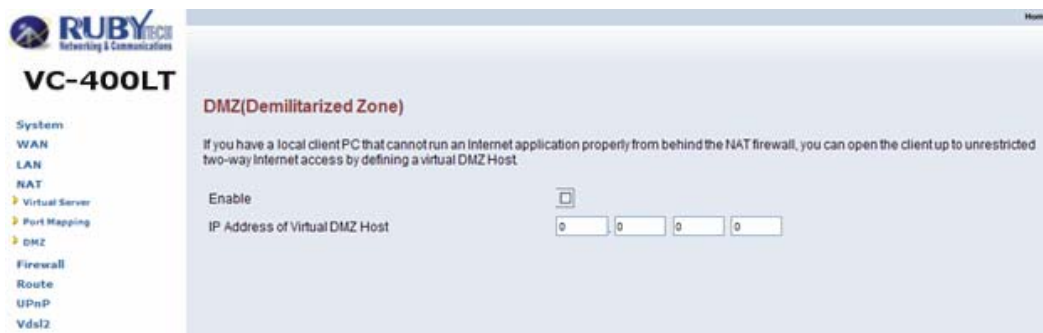 RUBYTECH
Networking & Communications
Home
VC-400LT
DMZ(Demilitarized Zone)
System
WAN
LAN
NAT
Virtual Server
Port Mapping
DMZ
Firewall
Route
UPnP
Vdsl2
If you have a local client PC that cannot run an Internet application properly from behind the NAT firewall, you can open the client up to unrestricted
two-way Internet access by defining a virtual DMZ Host.
Enable
IP Address of Virtual DMZ Host 0 . 0 0 0